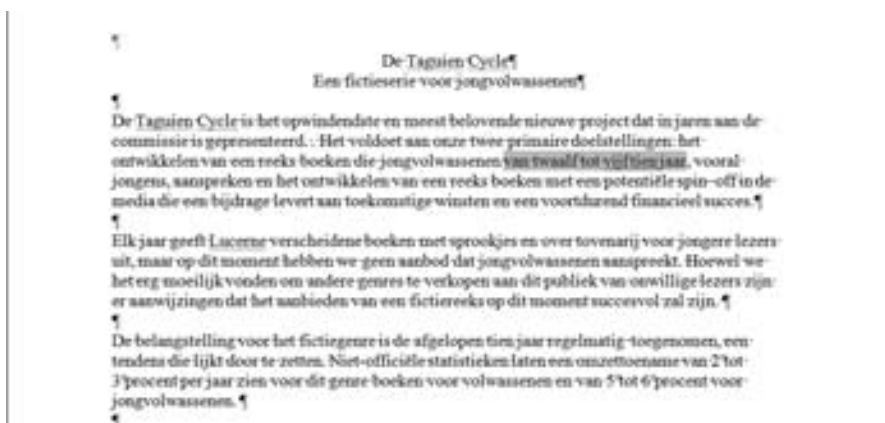 De Taguien Cycle¶
Een fictieserie voor jongvolwassenen¶
¶
De Taguien Cycle is het opwindendste en meest belovende nieuwe project dat in jaren aan de
commissie is gepresenteerd. . Het voldoet aan onze twee primaire doelstellingen: het
ontwikkelen van een reeks boeken die jongvolwassenen van twaalf tot vijftien jaar, vooral
jongens, aanspreken en het ontwikkelen van een reeks boeken met een potentiële spin-off in de
media die een bijdrage levert aan toekomstige winsten en een voortdurend financieel succes.¶
¶
Elk jaar geeft Lucerne verscheidene boeken met sprookjes en over tovenarij voor jongere lezers
uit, maar op dit moment hebben we geen aanbod dat jongvolwassenen aanspreekt. Hoewel we
het erg moeilijk vonden om andere genres te verkopen aan dit publiek van onwillige lezers zijn
er aanwijzingen dat het aanbieden van een fictiereeks op dit moment succesvol zal zijn. ¶
¶
De belangstelling voor het fictiegenre is de afgelopen tien jaar regelmatig toegenomen, een
tendens die lijkt door te zetten. Niet-officiële statistieken laten een omzettoename van 2 tot
3 procent per jaar zien voor dit genre boeken voor volwassenen en van 5 tot 6 procent voor
jongvolwassenen. ¶
¶